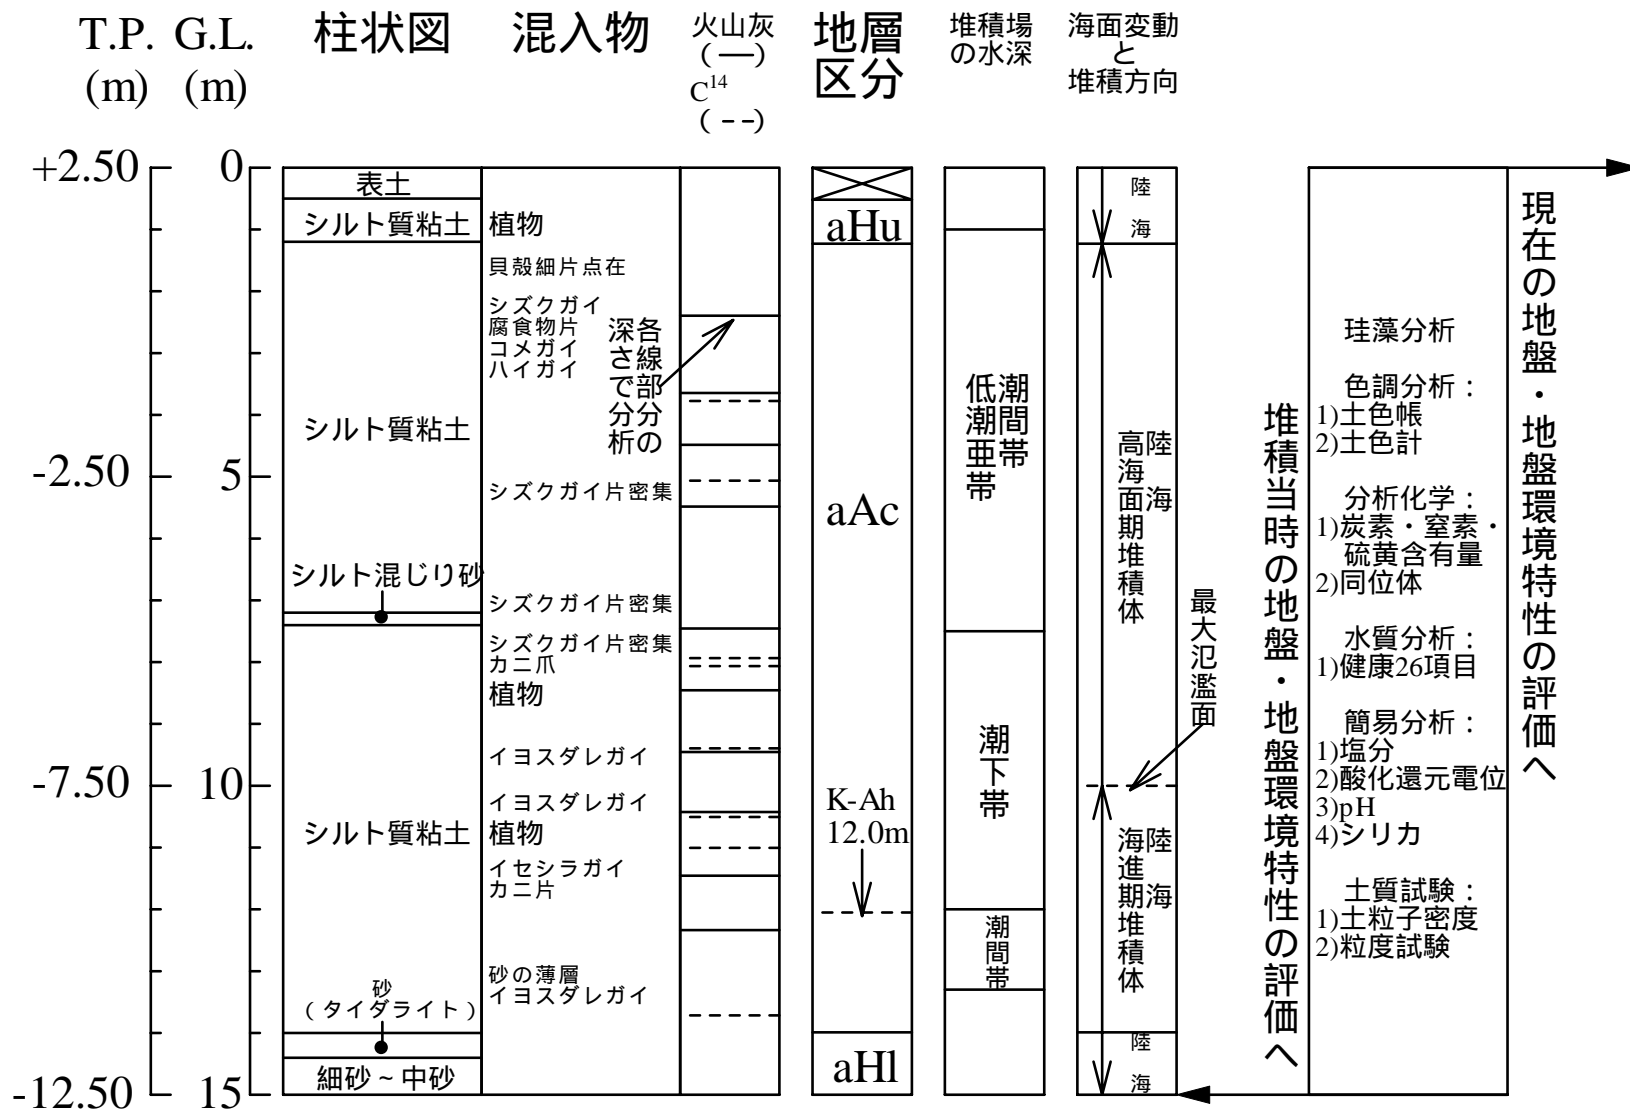 T.P.
(m)
G.L.
(m)
柱状図
混入物
火山灰
(—)
C14
(--)
地層
区分
堆積場
の水深
海面変動
と
堆積方向
+2.50
-2.50
-7.50
-12.50
0
5
10
15
表土
シルト質粘土
シルト質粘土
シルト混じり砂
シルト質粘土
砂
(タイダライト)
細砂~中砂
植物
貝殻細片点在
シズクガイ
腐食物片
コメガイ
ハイガイ
シズクガイ片密集
シズクガイ片密集
シズクガイ片密集
カニ爪
植物
イヨスダレガイ
イヨスダレガイ
植物
イセシラガイ
カニ片
砂の薄層
イヨスダレガイ
各線部分の
深さで分析
aHu
aAc
K-Ah
12.0m
aHl
潮間帯
低潮亜帯
潮下帯
潮間帯
陸
海
陸 海
高海面期堆積体
最大氾濫面
陸 海
海進期堆積体
陸
海
堆積当時の地盤・地盤環境特性の評価へ
珪藻分析
色調分析:
1)土色帳
2)土色計
分析化学:
1)炭素・窒素・
硫黄含有量
2)同位体
水質分析:
1)健康26項目
簡易分析:
1)塩分
2)酸化還元電位
3)pH
4)シリカ
土質試験:
1)土粒子密度
2)粒度試験
現在の地盤・地盤環境特性の評価へ